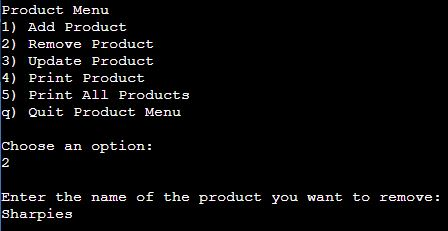 Product Menu
1) Add Product
2) Remove Product
3) Update Product
4) Print Product
5) Print All Products
q) Quit Product Menu
Choose an option:
2
Enter the name of the product you want to remove:
Sharpies